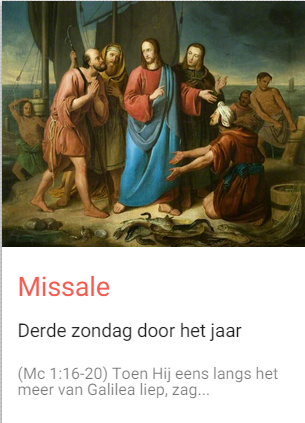 Missale
Derde zondag door het jaar
(Mc 1:16-20) Toen Hij eens langs het
meer van Galilea liep, zag...